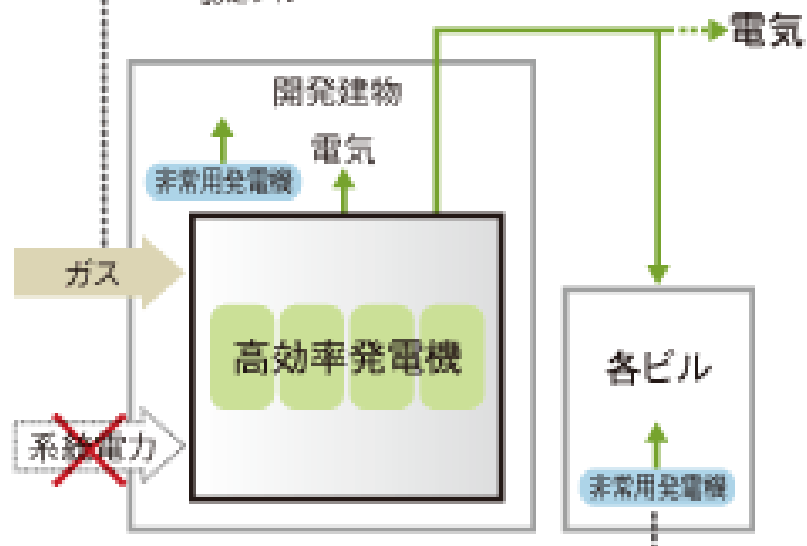 電気
開発建物
電気
非常用発電機
ガス
高効率発電機
各ビル
系統電力
非常用発電機